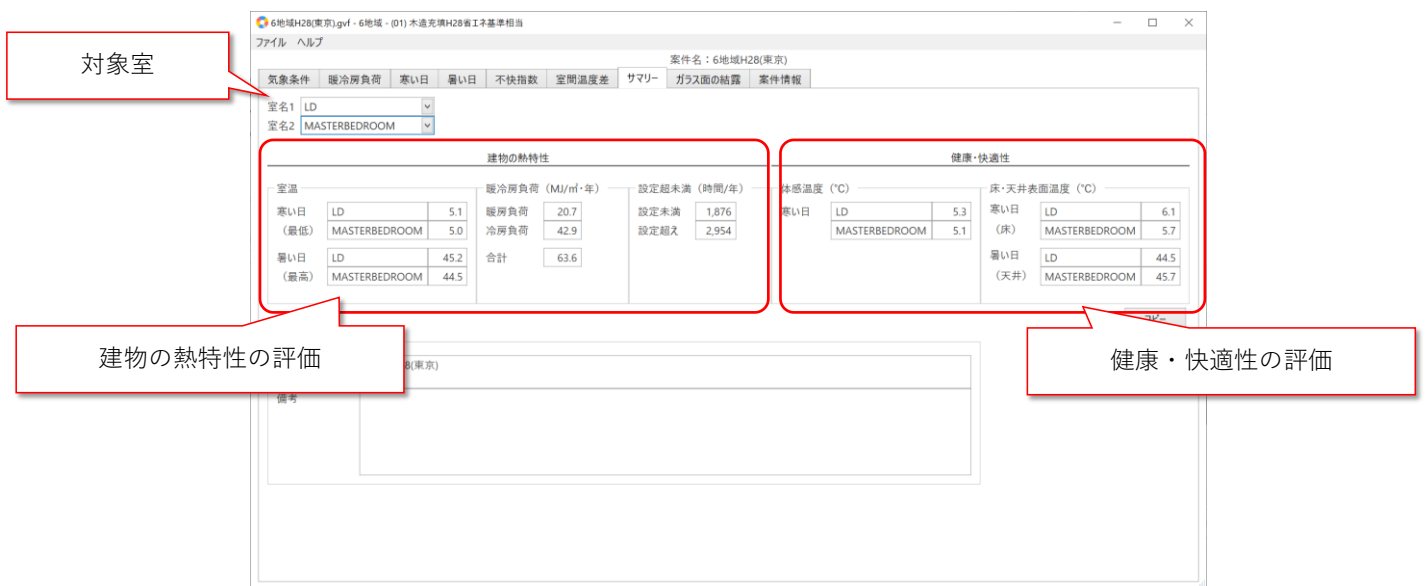 6地域H28(東京).gvf - 6地域 - (01) 木造充填H28省エネ基準相当
ファイル ヘルプ
案件名：6地域H28(東京)
対象室
気象条件 暖冷房負荷 寒い日 暑い日 不快指数 室間温度差 サマリー ガラス面の結露 案件情報
室名1 LD
室名2 MASTERBEDROOM
建物の熱特性 健康・快適性
室温 暖冷房負荷（MJ/㎡・年） 設定超未満（時間/年） 体感温度（℃） 床・天井表面温度（℃）
寒い日 LD 5.1 暖房負荷 20.7 設定未満 1,876 寒い日 LD 5.3 寒い日 LD 6.1
（最低） MASTERBEDROOM 5.0 冷房負荷 42.9 設定超え 2,954 MASTERBEDROOM 5.1 （床） MASTERBEDROOM 5.7
暑い日 LD 45.2 合計 63.6 暑い日 LD 44.5
（最高） MASTERBEDROOM 44.5 （天井） MASTERBEDROOM 45.7
コピー
建物の熱特性の評価
健康・快適性の評価
8(東京)
備考